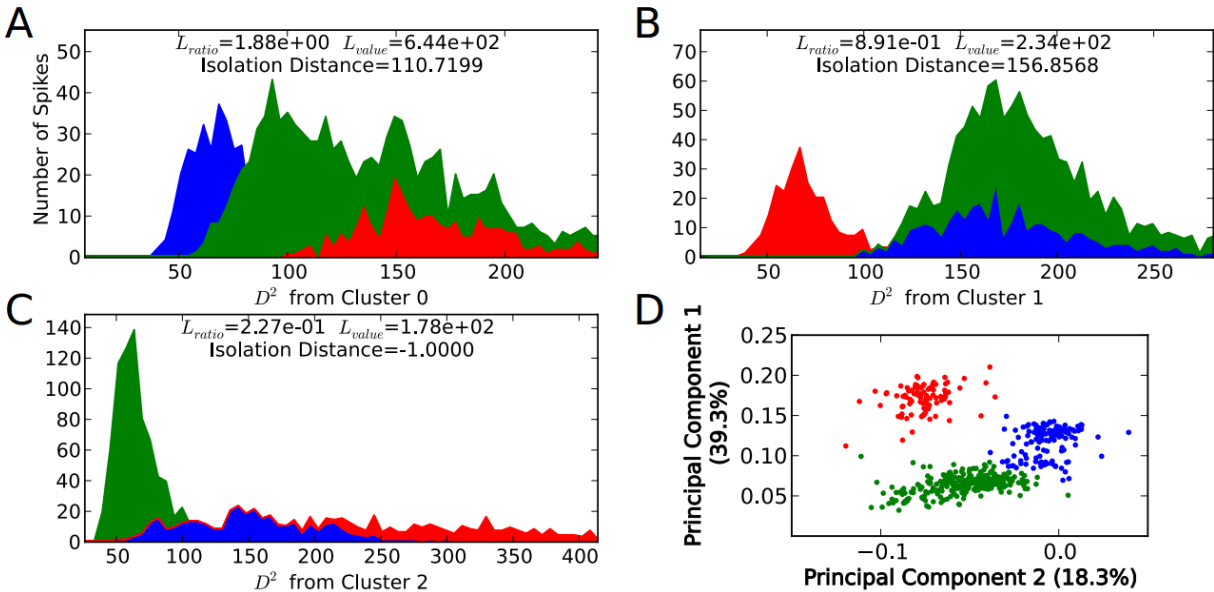 A
L_ratio=1.88e+00 L_value=6.44e+02
Isolation Distance=110.7199
Number of Spikes
50
40
30
20
10
0
50 100 150 200
D² from Cluster 0
B
L_ratio=8.91e-01 L_value=2.34e+02
Isolation Distance=156.8568
70
60
50
40
30
20
10
0
50 100 150 200 250
D² from Cluster 1
C
L_ratio=2.27e-01 L_value=1.78e+02
Isolation Distance=-1.0000
140
120
100
80
60
40
20
0
50 100 150 200 250 300 350 400
D² from Cluster 2
D
Principal Component 1
(39.3%)
0.25
0.20
0.15
0.10
0.05
−0.1 0.0
Principal Component 2 (18.3%)